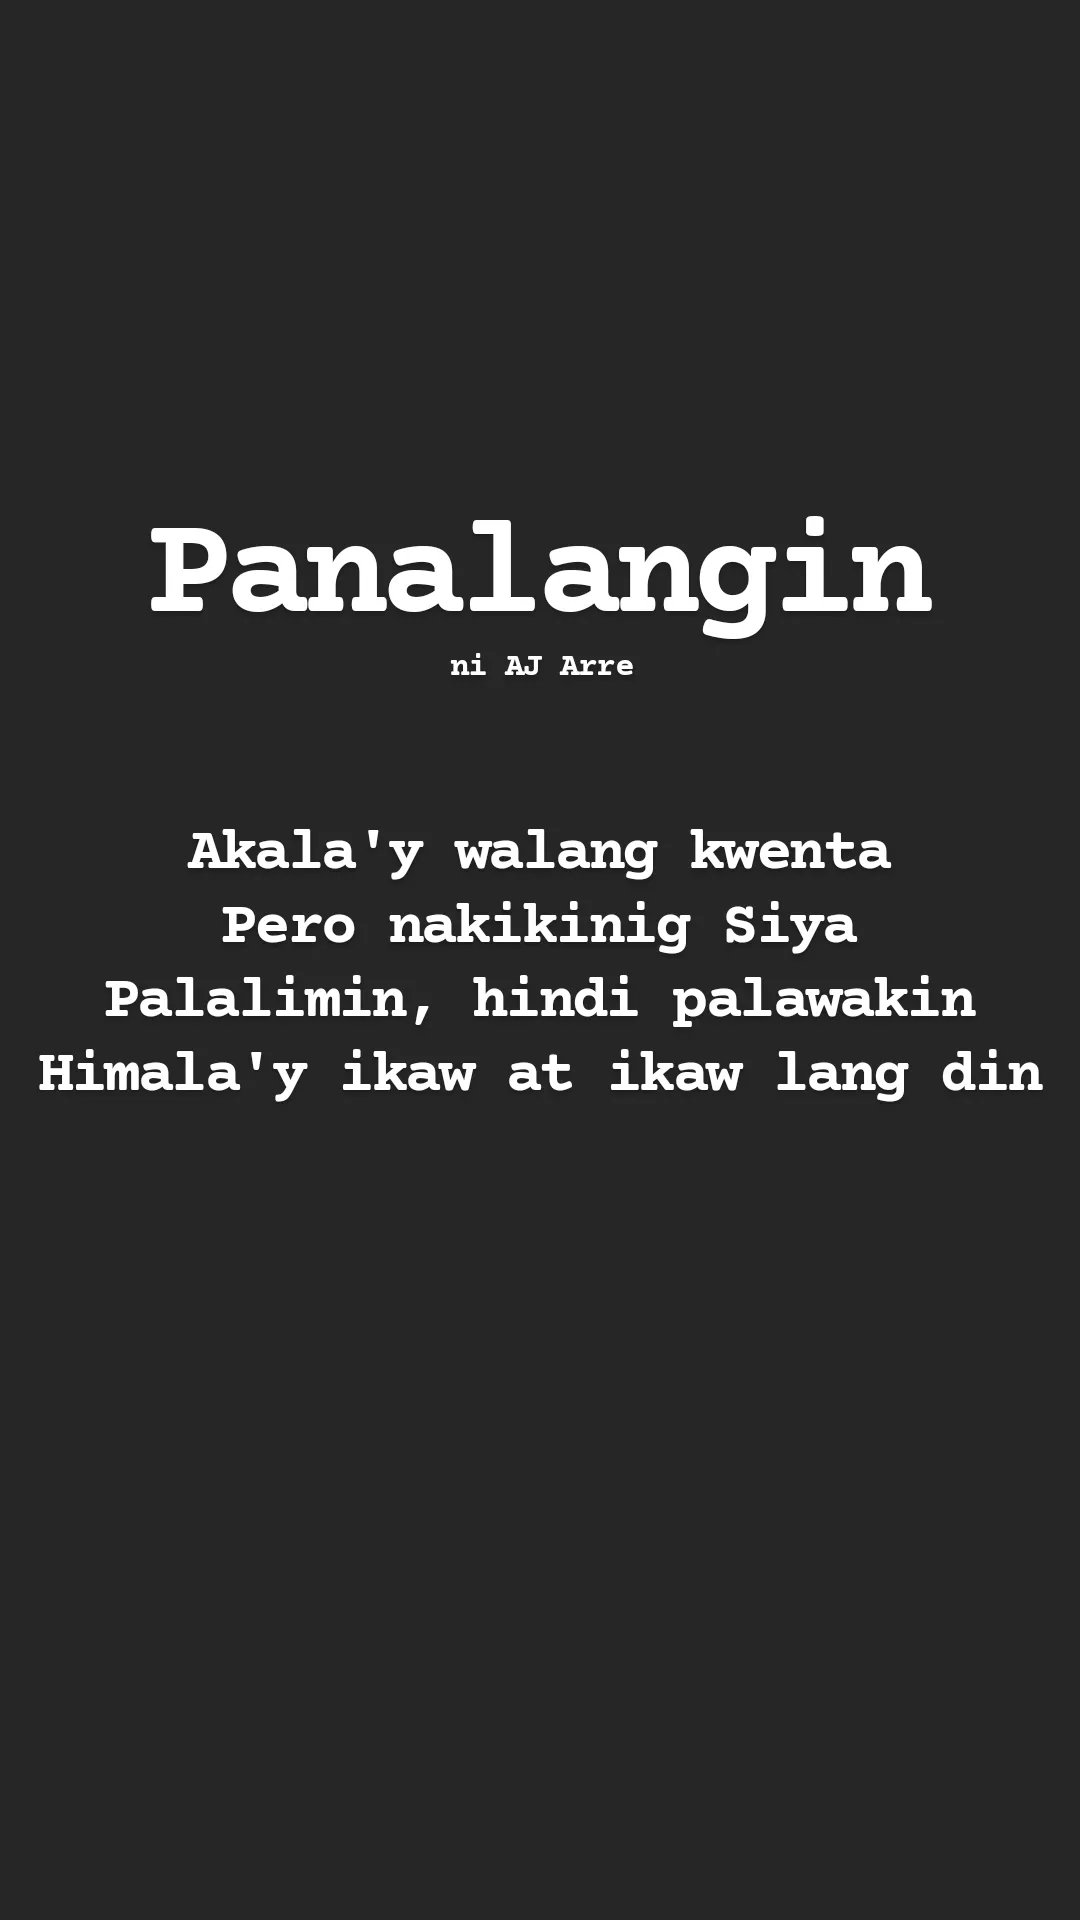 Panalangin
ni AJ Arre
Akala'y walang kwenta
Pero nakikinig Siya
Palalimin, hindi palawakin
Himala'y ikaw at ikaw lang din